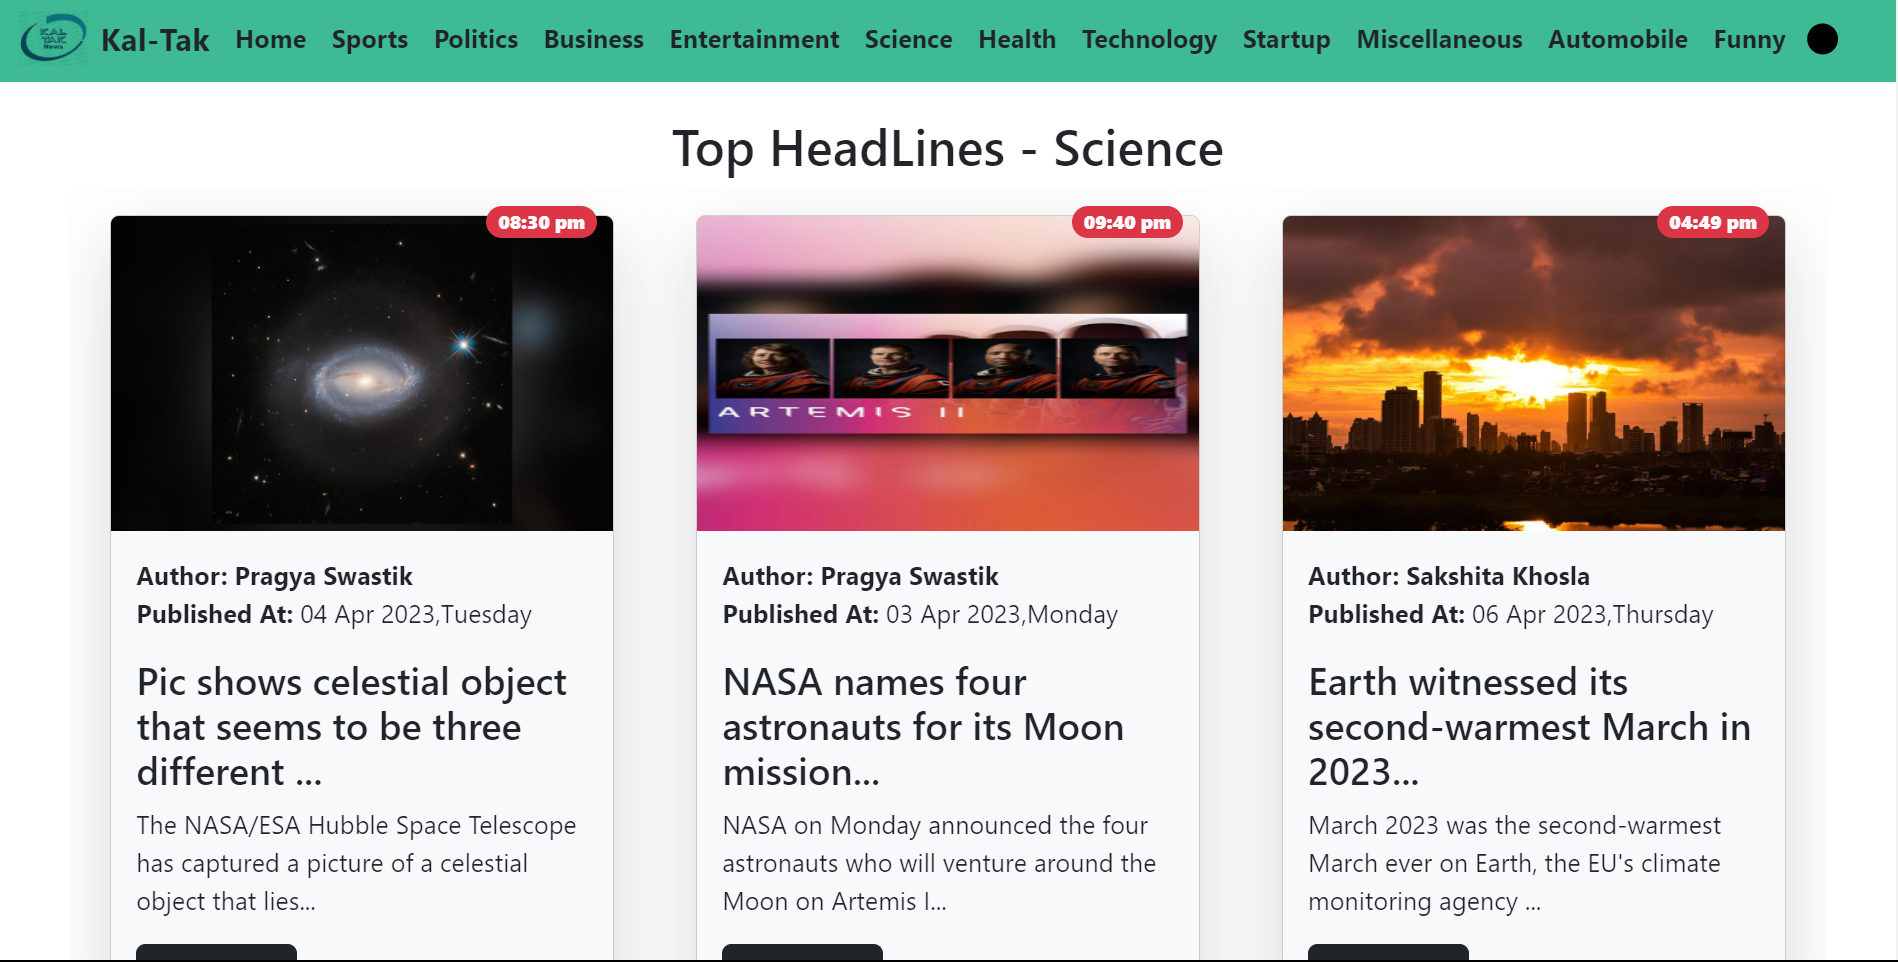 KAL
TAK
News
Kal-Tak Home Sports Politics Business Entertainment Science Health Technology Startup Miscellaneous Automobile Funny
Top HeadLines - Science
08:30 pm
Author: Pragya Swastik
Published At: 04 Apr 2023,Tuesday
Pic shows celestial object
that seems to be three
different ...
The NASA/ESA Hubble Space Telescope
has captured a picture of a celestial
object that lies...
09:40 pm
ARTEMIS II
Author: Pragya Swastik
Published At: 03 Apr 2023,Monday
NASA names four
astronauts for its Moon
mission...
NASA on Monday announced the four
astronauts who will venture around the
Moon on Artemis I...
04:49 pm
Author: Sakshita Khosla
Published At: 06 Apr 2023,Thursday
Earth witnessed its
second-warmest March in
2023...
March 2023 was the second-warmest
March ever on Earth, the EU's climate
monitoring agency ...